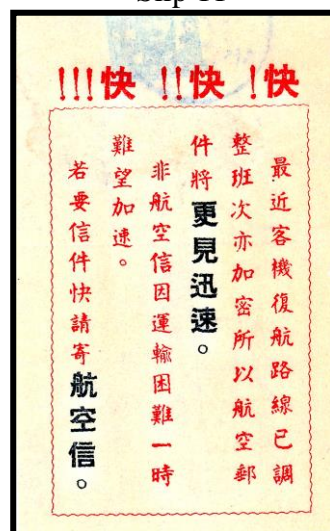 快! 快!! 快!!!
最近客機復航路線已調
整班次亦加密所以航空郵
件將更見迅速。
非航空信因運輸困難一時
難望加速。
若要信件快請寄航空信。